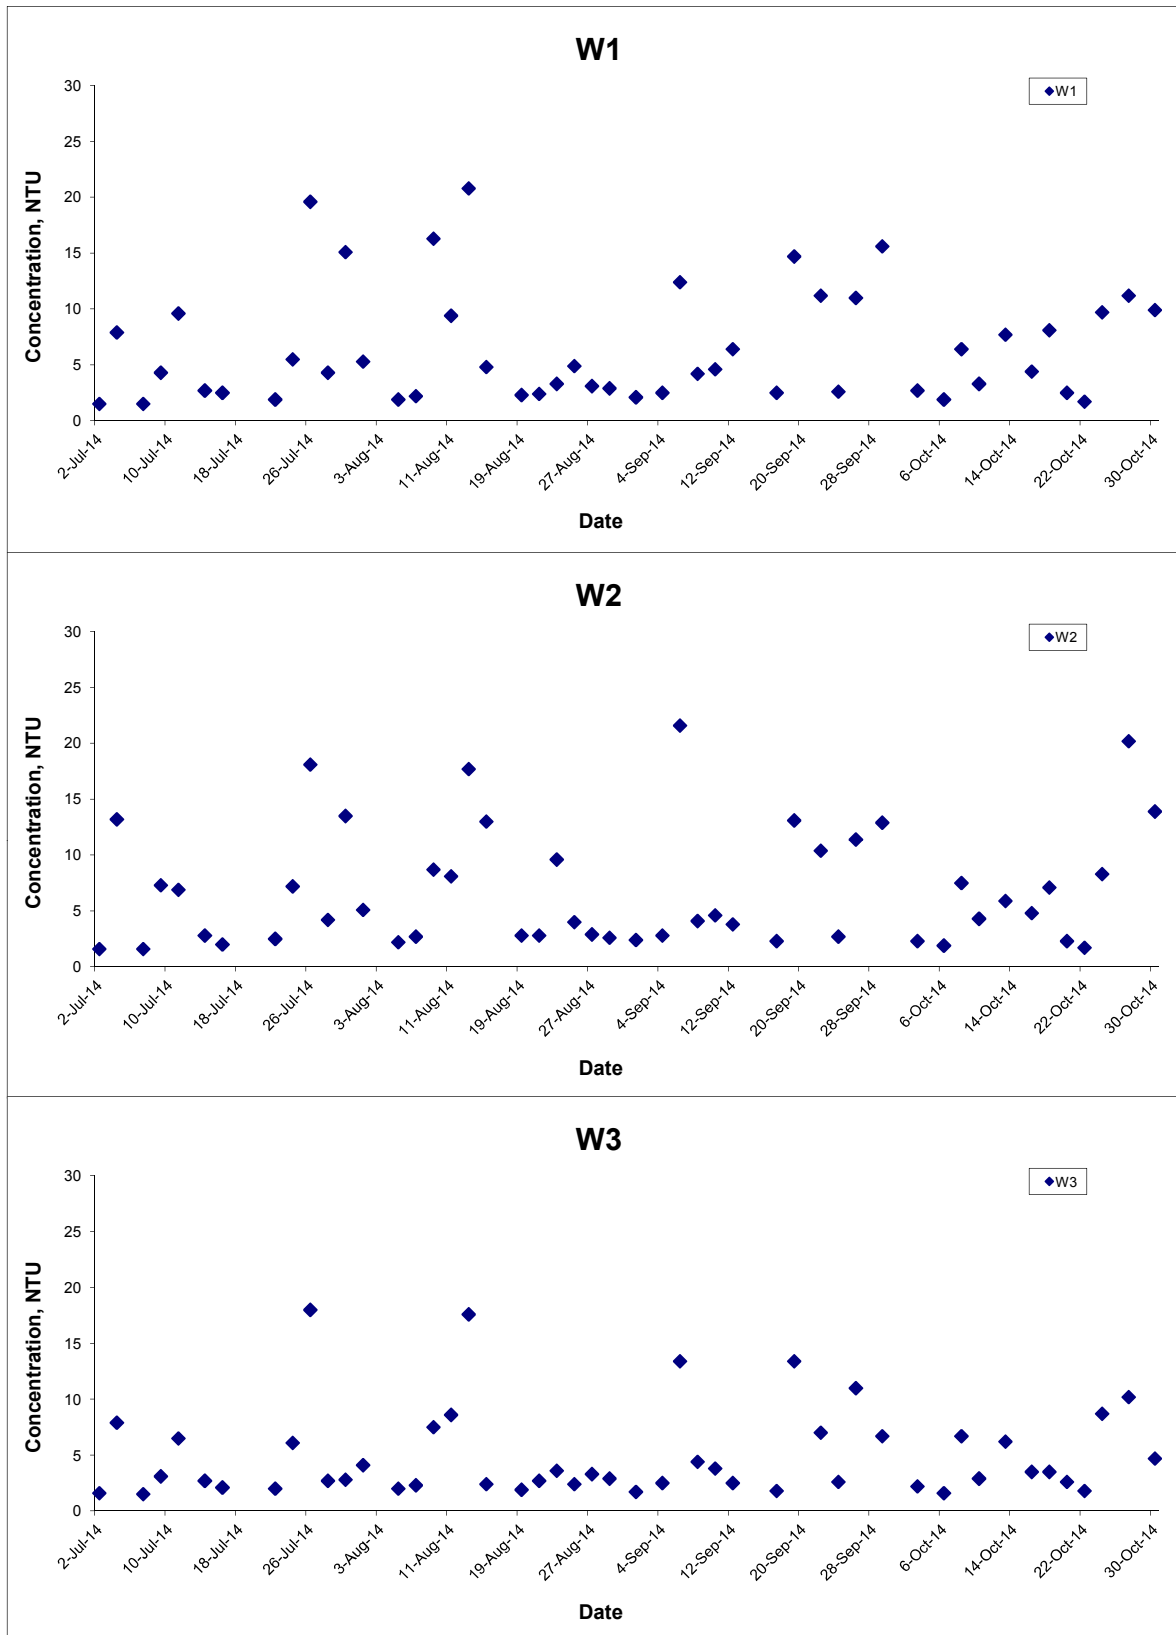 W1
30
25
20
15
10
5
0
Concentration, NTU
W1
2-Jul-14
10-Jul-14
18-Jul-14
26-Jul-14
3-Aug-14
11-Aug-14
19-Aug-14
27-Aug-14
4-Sep-14
12-Sep-14
20-Sep-14
28-Sep-14
6-Oct-14
14-Oct-14
22-Oct-14
30-Oct-14
Date
W2
30
25
20
15
10
5
0
Concentration, NTU
W2
2-Jul-14
10-Jul-14
18-Jul-14
26-Jul-14
3-Aug-14
11-Aug-14
19-Aug-14
27-Aug-14
4-Sep-14
12-Sep-14
20-Sep-14
28-Sep-14
6-Oct-14
14-Oct-14
22-Oct-14
30-Oct-14
Date
W3
30
25
20
15
10
5
0
Concentration, NTU
W3
2-Jul-14
10-Jul-14
18-Jul-14
26-Jul-14
3-Aug-14
11-Aug-14
19-Aug-14
27-Aug-14
4-Sep-14
12-Sep-14
20-Sep-14
28-Sep-14
6-Oct-14
14-Oct-14
22-Oct-14
30-Oct-14
Date